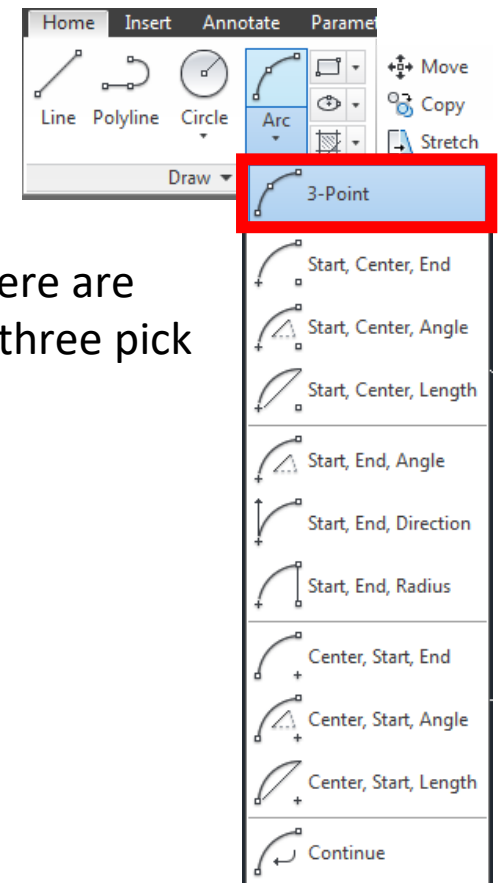 Home Insert Annotate Paramet
Line Polyline Circle Arc
Move
Copy
Stretch
Draw
3-Point
ere are
three pick
Start, Center, End
Start, Center, Angle
Start, Center, Length
Start, End, Angle
Start, End, Direction
Start, End, Radius
Center, Start, End
Center, Start, Angle
Center, Start, Length
Continue